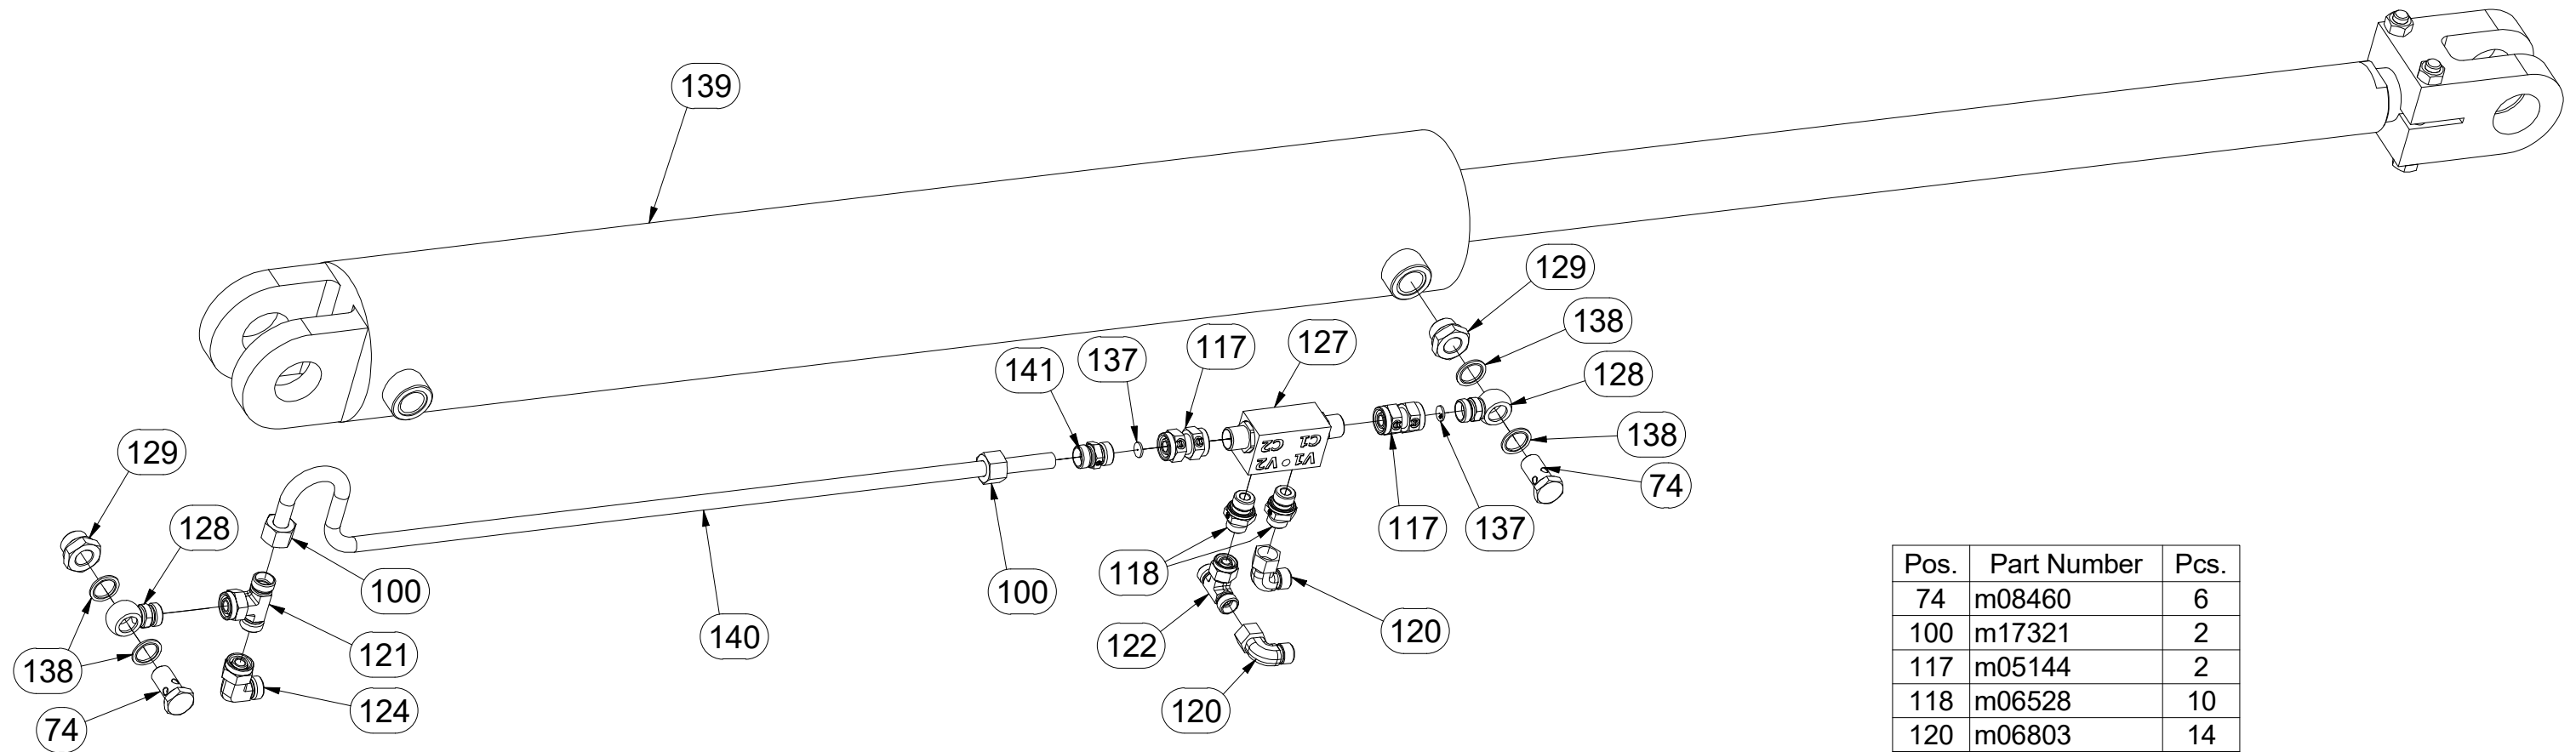 139
129
138
127
117
137
141
128
138
74
129
128
100
118
117
137
100
140
122
120
121
138
124
74
120
C1
C2
V1•V2
Pos. Part Number Pcs.
74 m08460 6
100 m17321 2
117 m05144 2
118 m06528 10
120 m06803 14